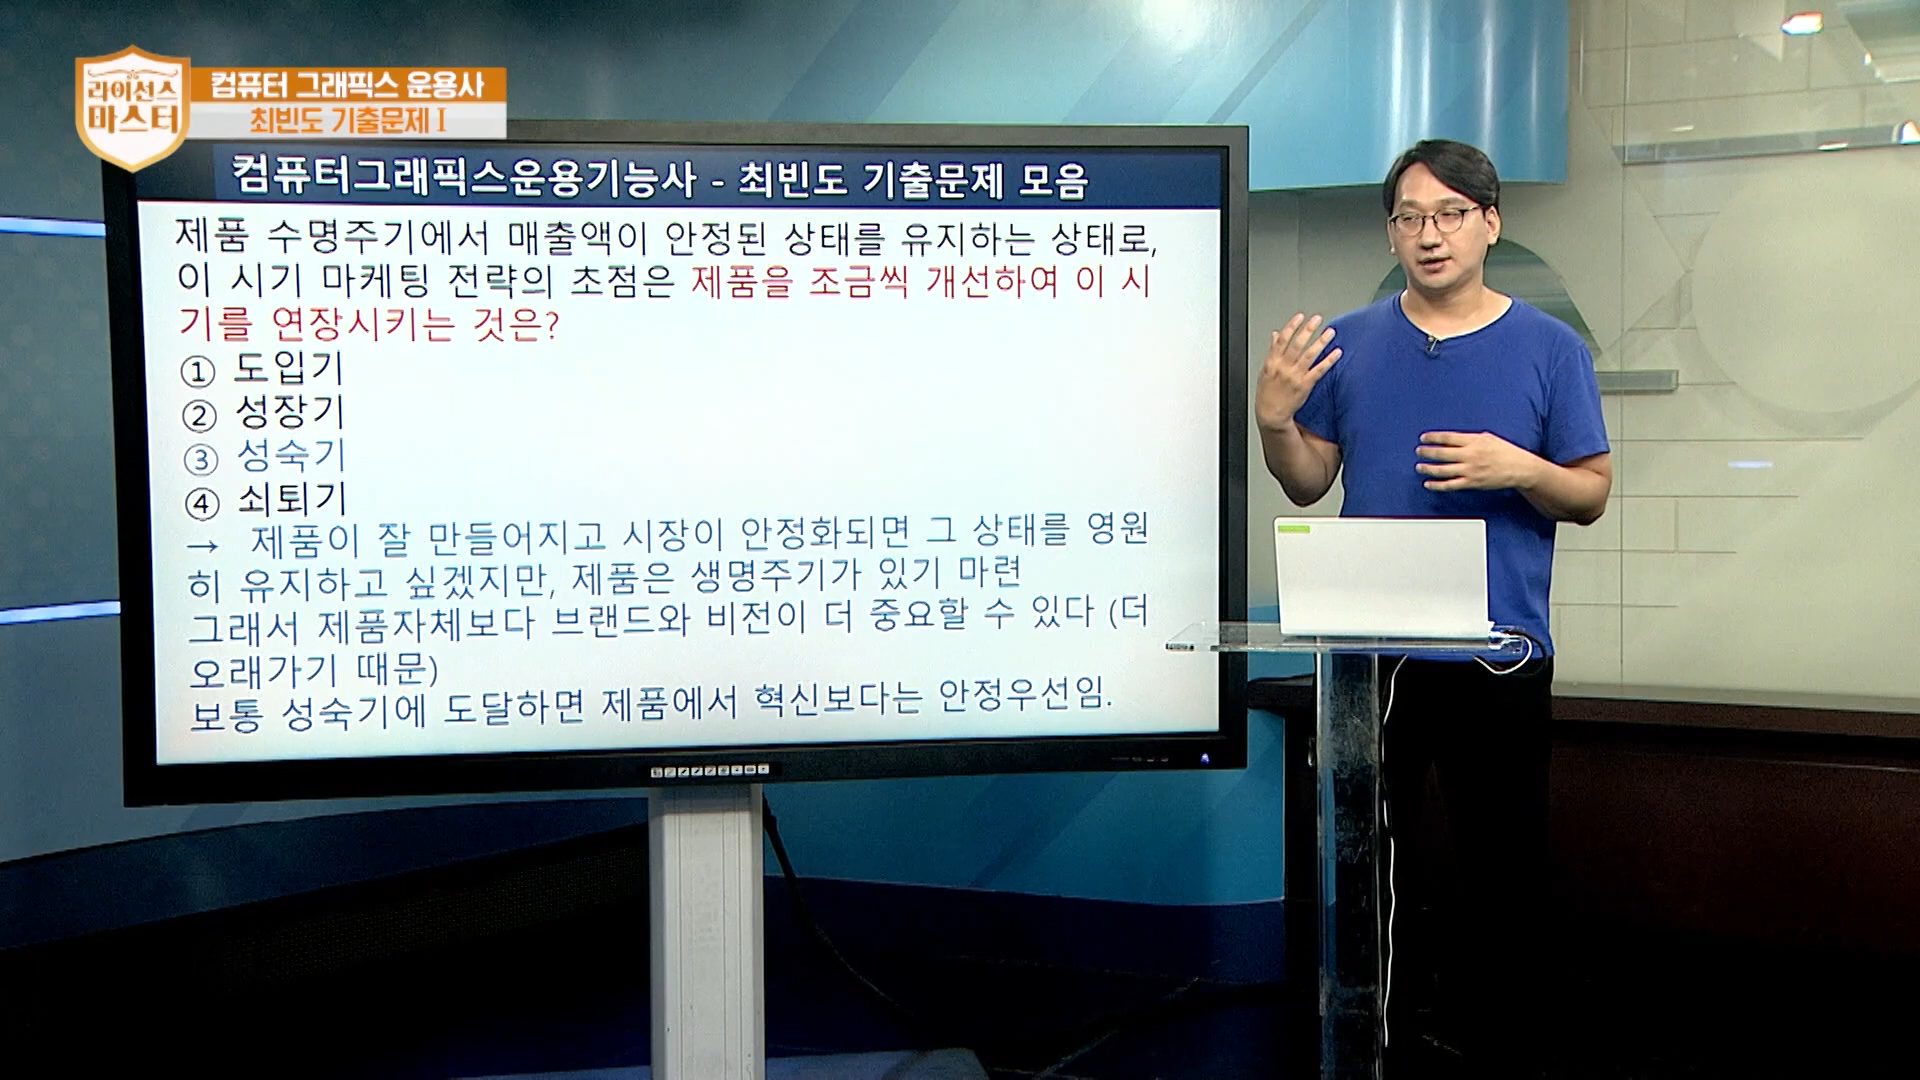 라이선스
마스터
컴퓨터 그래픽스 운용사
최빈도 기출문제 I
컴퓨터그래픽스운용기능사 - 최빈도 기출문제 모음
제품 수명주기에서 매출액이 안정된 상태를 유지하는 상태로,
이 시기 마케팅 전략의 초점은 제품을 조금씩 개선하여 이 시
기를 연장시키는 것은?
① 도입기
② 성장기
③ 성숙기
④ 쇠퇴기
→ 제품이 잘 만들어지고 시장이 안정화되면 그 상태를 영원
히 유지하고 싶겠지만, 제품은 생명주기가 있기 마련
그래서 제품자체보다 브랜드와 비전이 더 중요할 수 있다 (더
오래가기 때문)
보통 성숙기에 도달하면 제품에서 혁신보다는 안정우선임.